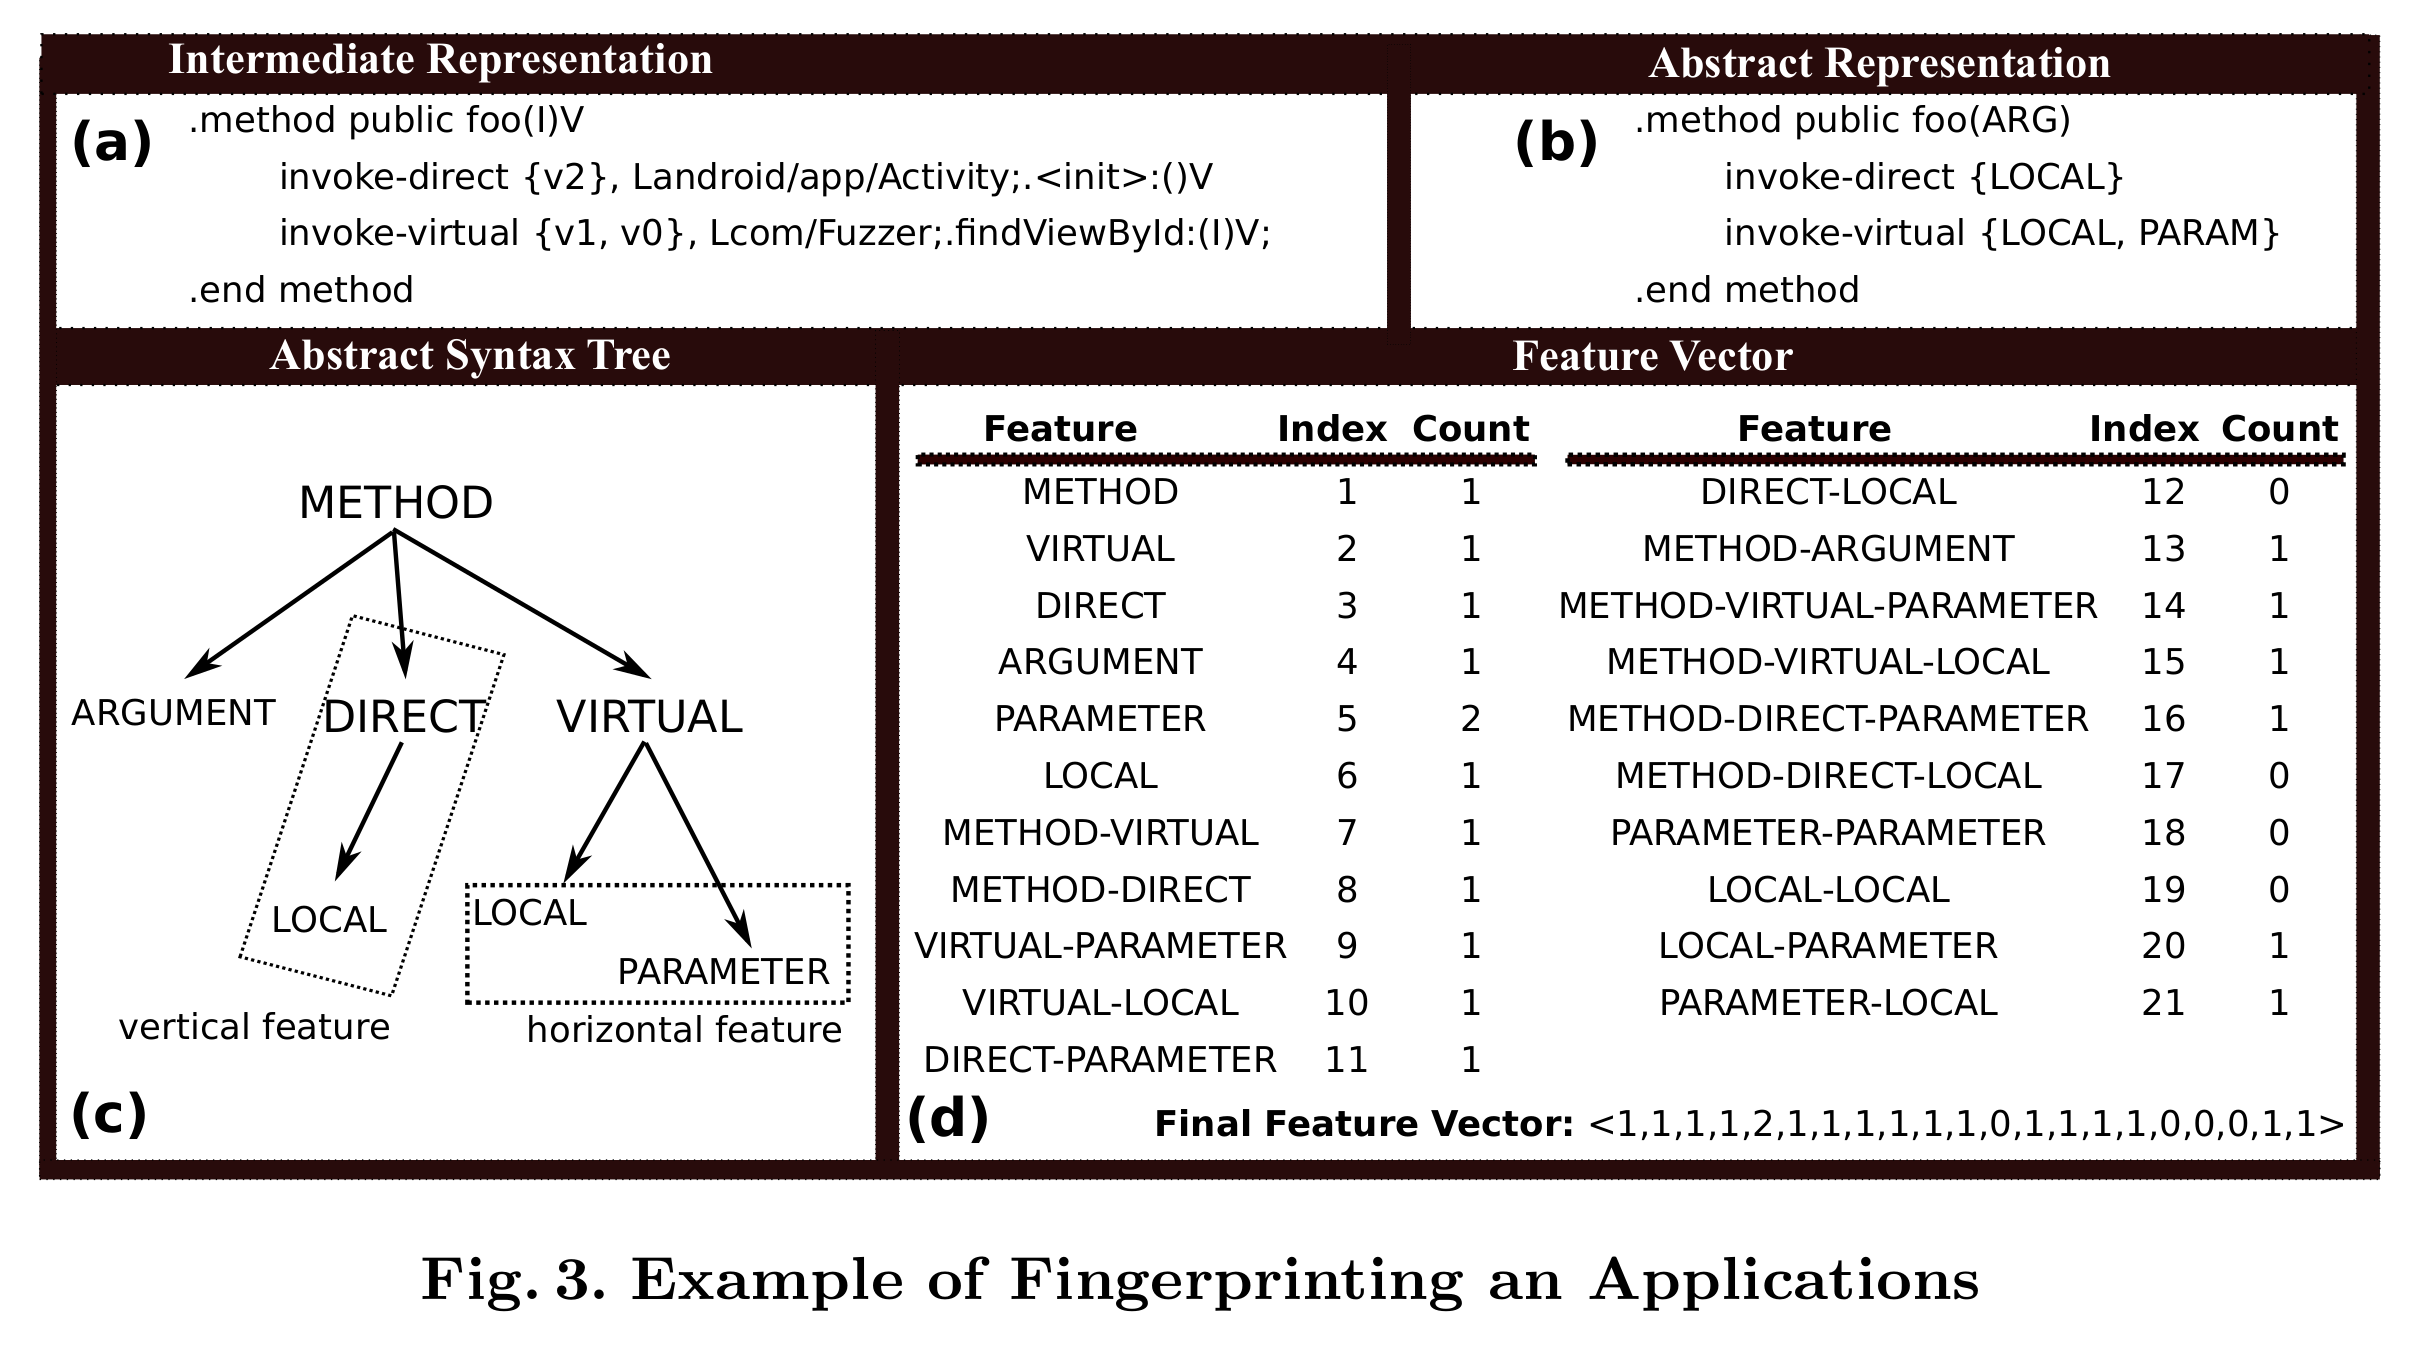 Intermediate Representation
(a)
.method public foo(I)V
invoke-direct {v2}, Landroid/app/Activity;.<init>:()V
invoke-virtual {v1, v0}, Lcom/Fuzzer;.findViewById:(I)V;
.end method
Abstract Representation
(b)
.method public foo(ARG)
invoke-direct {LOCAL}
invoke-virtual {LOCAL, PARAM}
.end method
Abstract Syntax Tree
METHOD
ARGUMENT DIRECT VIRTUAL
LOCAL LOCAL
PARAMETER
vertical feature horizontal feature
(c)
Feature Vector
Feature Index Count Feature Index Count
METHOD 1 1 DIRECT-LOCAL 12 0
VIRTUAL 2 1 METHOD-ARGUMENT 13 1
DIRECT 3 1 METHOD-VIRTUAL-PARAMETER 14 1
ARGUMENT 4 1 METHOD-VIRTUAL-LOCAL 15 1
PARAMETER 5 2 METHOD-DIRECT-PARAMETER 16 1
LOCAL 6 1 METHOD-DIRECT-LOCAL 17 0
METHOD-VIRTUAL 7 1 PARAMETER-PARAMETER 18 0
METHOD-DIRECT 8 1 LOCAL-LOCAL 19 0
VIRTUAL-PARAMETER 9 1 LOCAL-PARAMETER 20 1
VIRTUAL-LOCAL 10 1 PARAMETER-LOCAL 21 1
DIRECT-PARAMETER 11 1
(d) Final Feature Vector: <1,1,1,1,2,1,1,1,1,1,1,0,1,1,1,1,0,0,0,1,1>
Fig. 3. Example of Fingerprinting an Applications